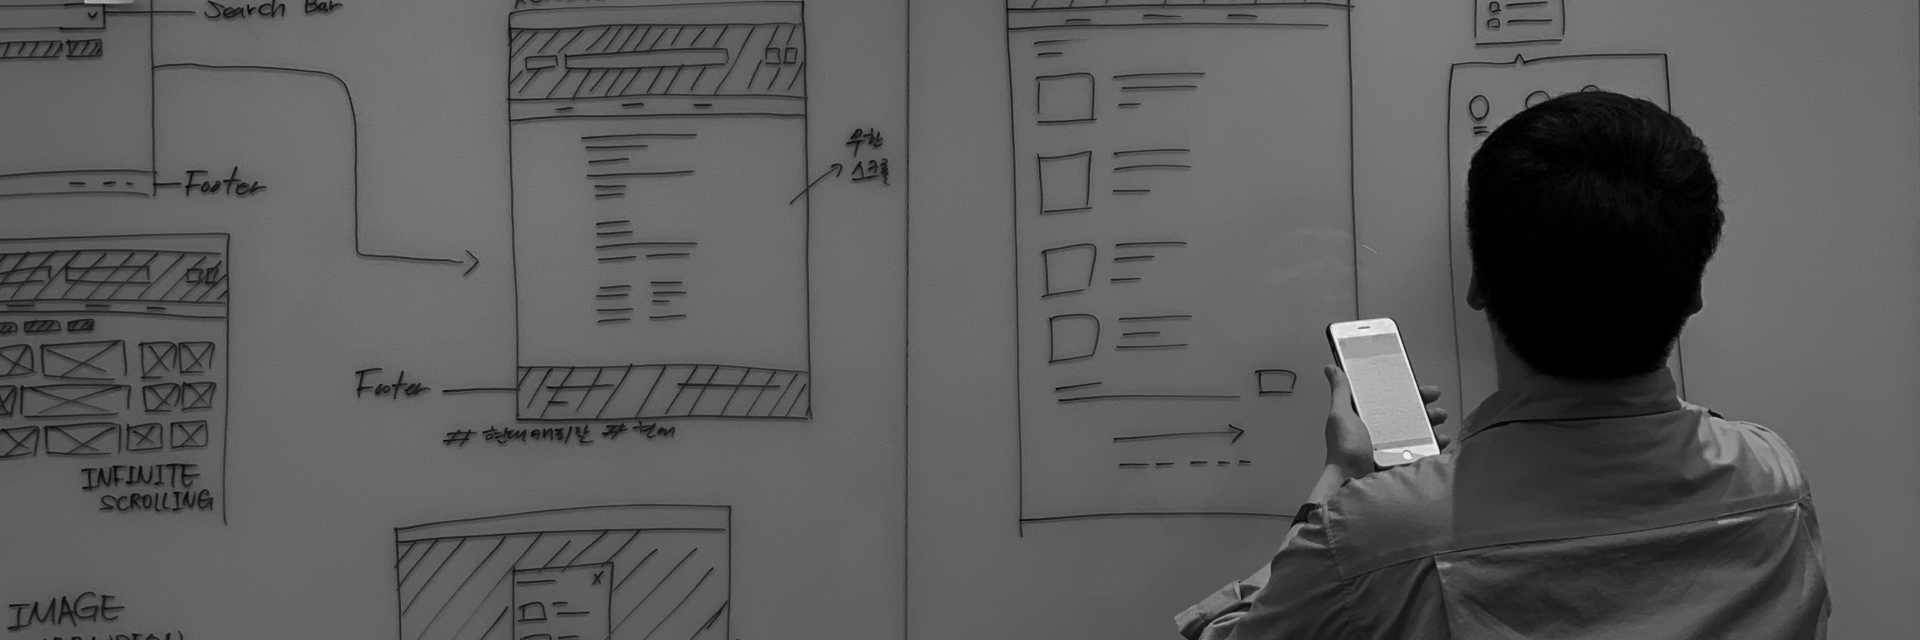 Search Bar
Footer
무한
스크롤
Footer
INFINITE
SCROLLING
IMAGE